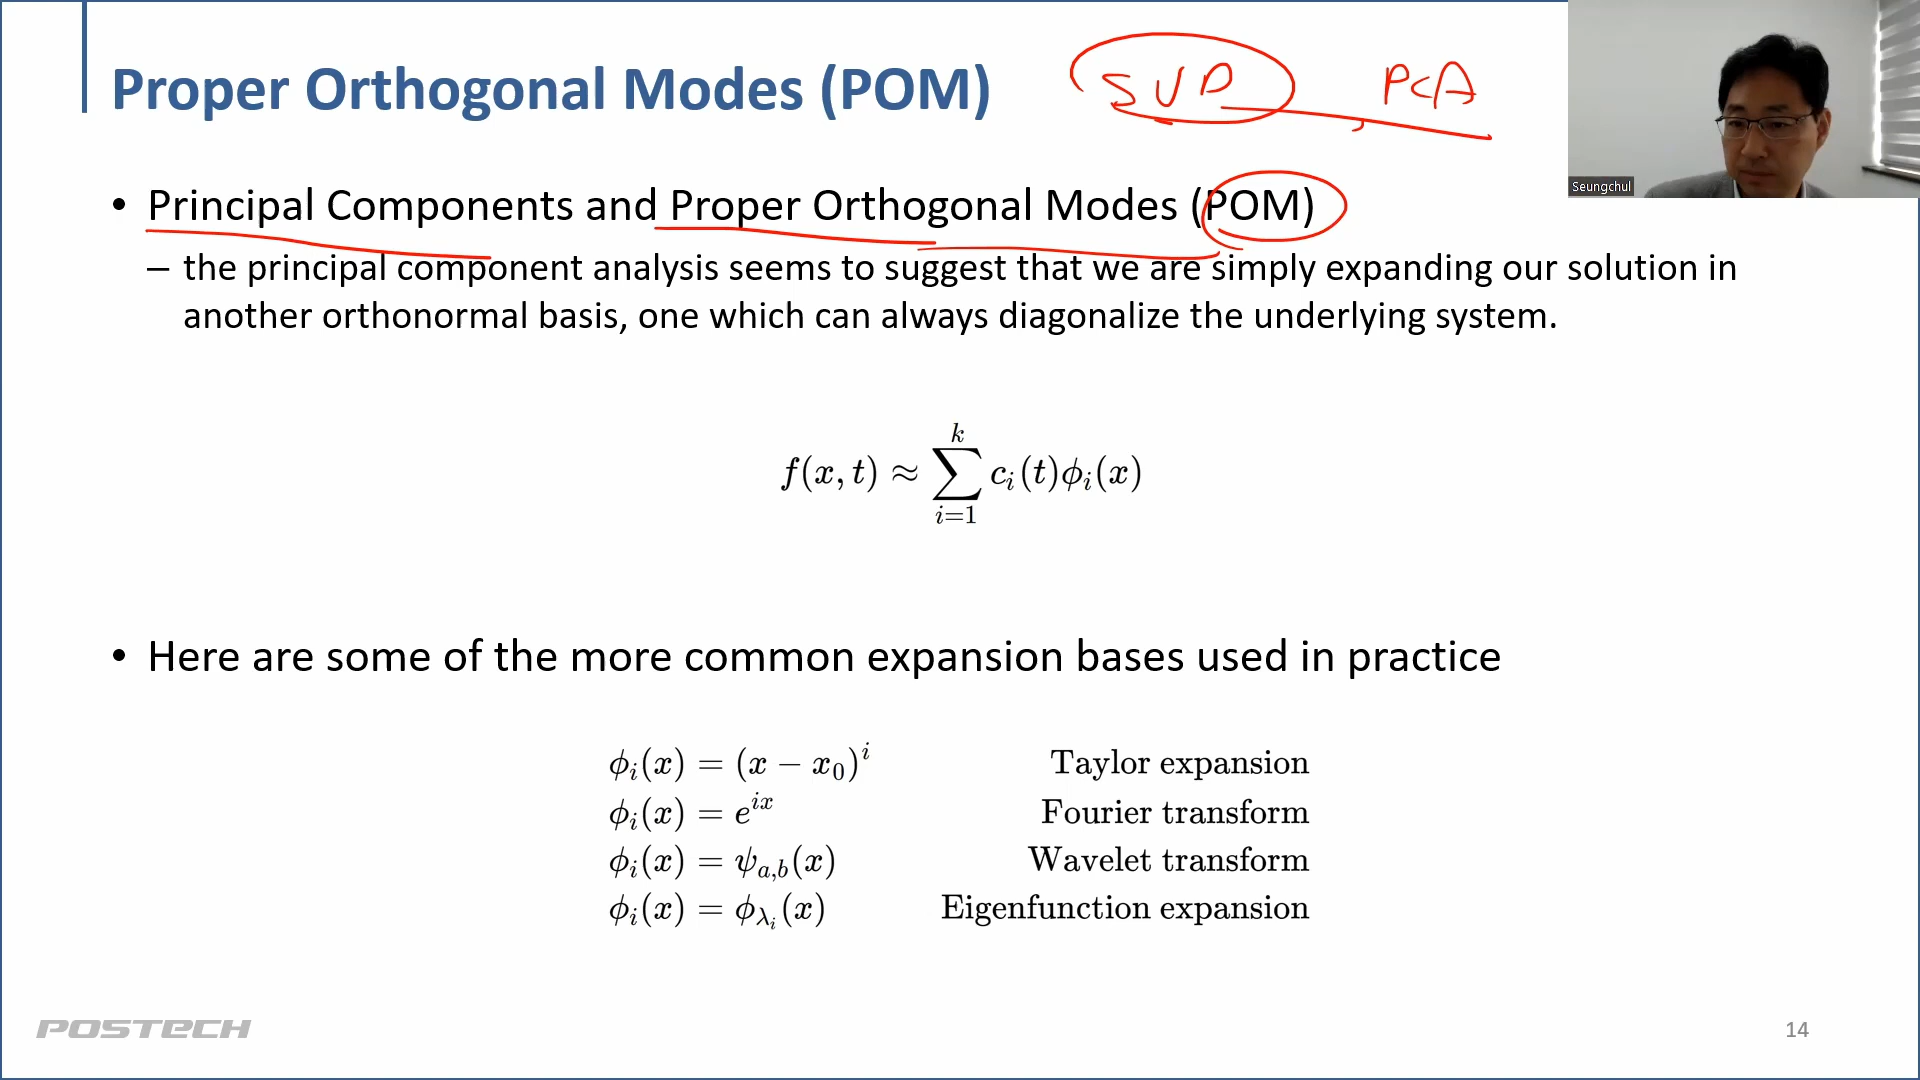 Proper Orthogonal Modes (POM)
SVD , PCA
Seungchul
• Principal Components and Proper Orthogonal Modes (POM)
– the principal component analysis seems to suggest that we are simply expanding our solution in
another orthonormal basis, one which can always diagonalize the underlying system.
f(x, t) ≈ ∑_{i=1}^{k} c_i(t)ϕ_i(x)
• Here are some of the more common expansion bases used in practice
ϕ_i(x) = (x − x_0)^i Taylor expansion
ϕ_i(x) = e^{ix} Fourier transform
ϕ_i(x) = ψ_{a,b}(x) Wavelet transform
ϕ_i(x) = ϕ_{λ_i}(x) Eigenfunction expansion
POSTECH
14